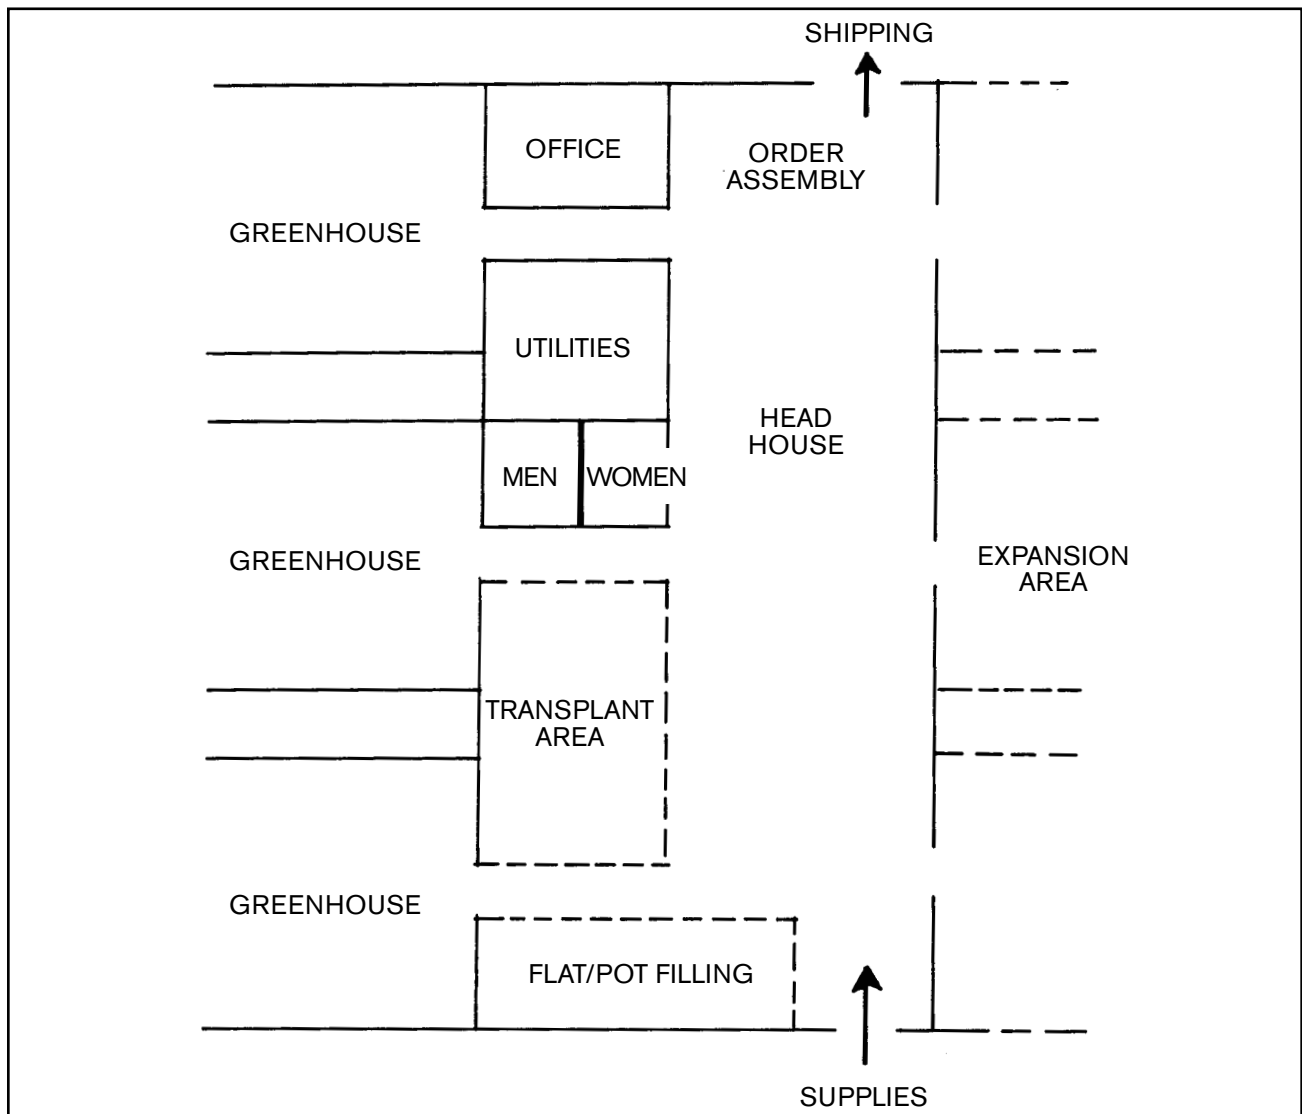 SHIPPING
OFFICE
ORDER
ASSEMBLY
GREENHOUSE
UTILITIES
HEAD
HOUSE
MEN
WOMEN
GREENHOUSE
EXPANSION
AREA
TRANSPLANT
AREA
GREENHOUSE
FLAT/POT FILLING
SUPPLIES